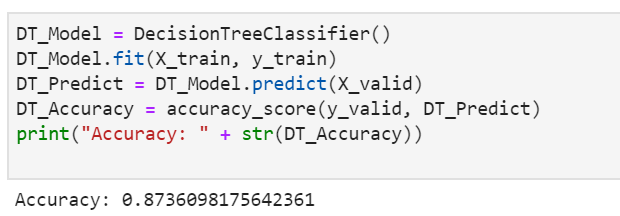 DT_Model = DecisionTreeClassifier()
DT_Model.fit(X_train, y_train)
DT_Predict = DT_Model.predict(X_valid)
DT_Accuracy = accuracy_score(y_valid, DT_Predict)
print("Accuracy: " + str(DT_Accuracy))
Accuracy: 0.8736098175642361